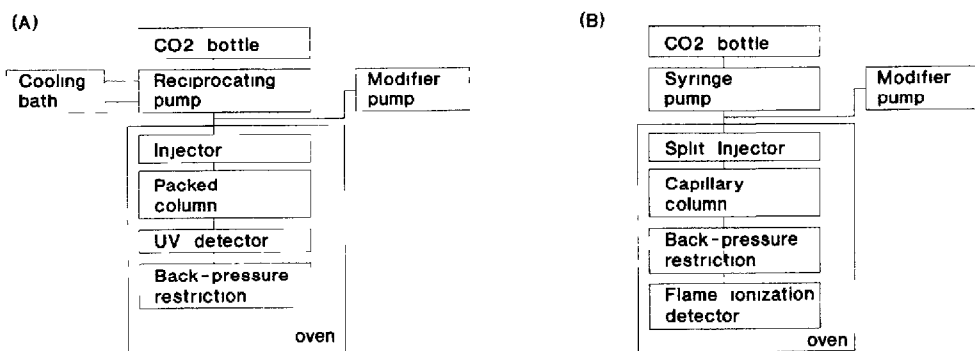 (A)
CO2 bottle
Cooling
bath
Reciprocating
pump
Modifier
pump
Injector
Packed
column
UV detector
Back-pressure
restriction
oven
(B)
CO2 bottle
Syringe
pump
Modifier
pump
Split Injector
Capillary
column
Back-pressure
restriction
Flame ionization
detector
oven